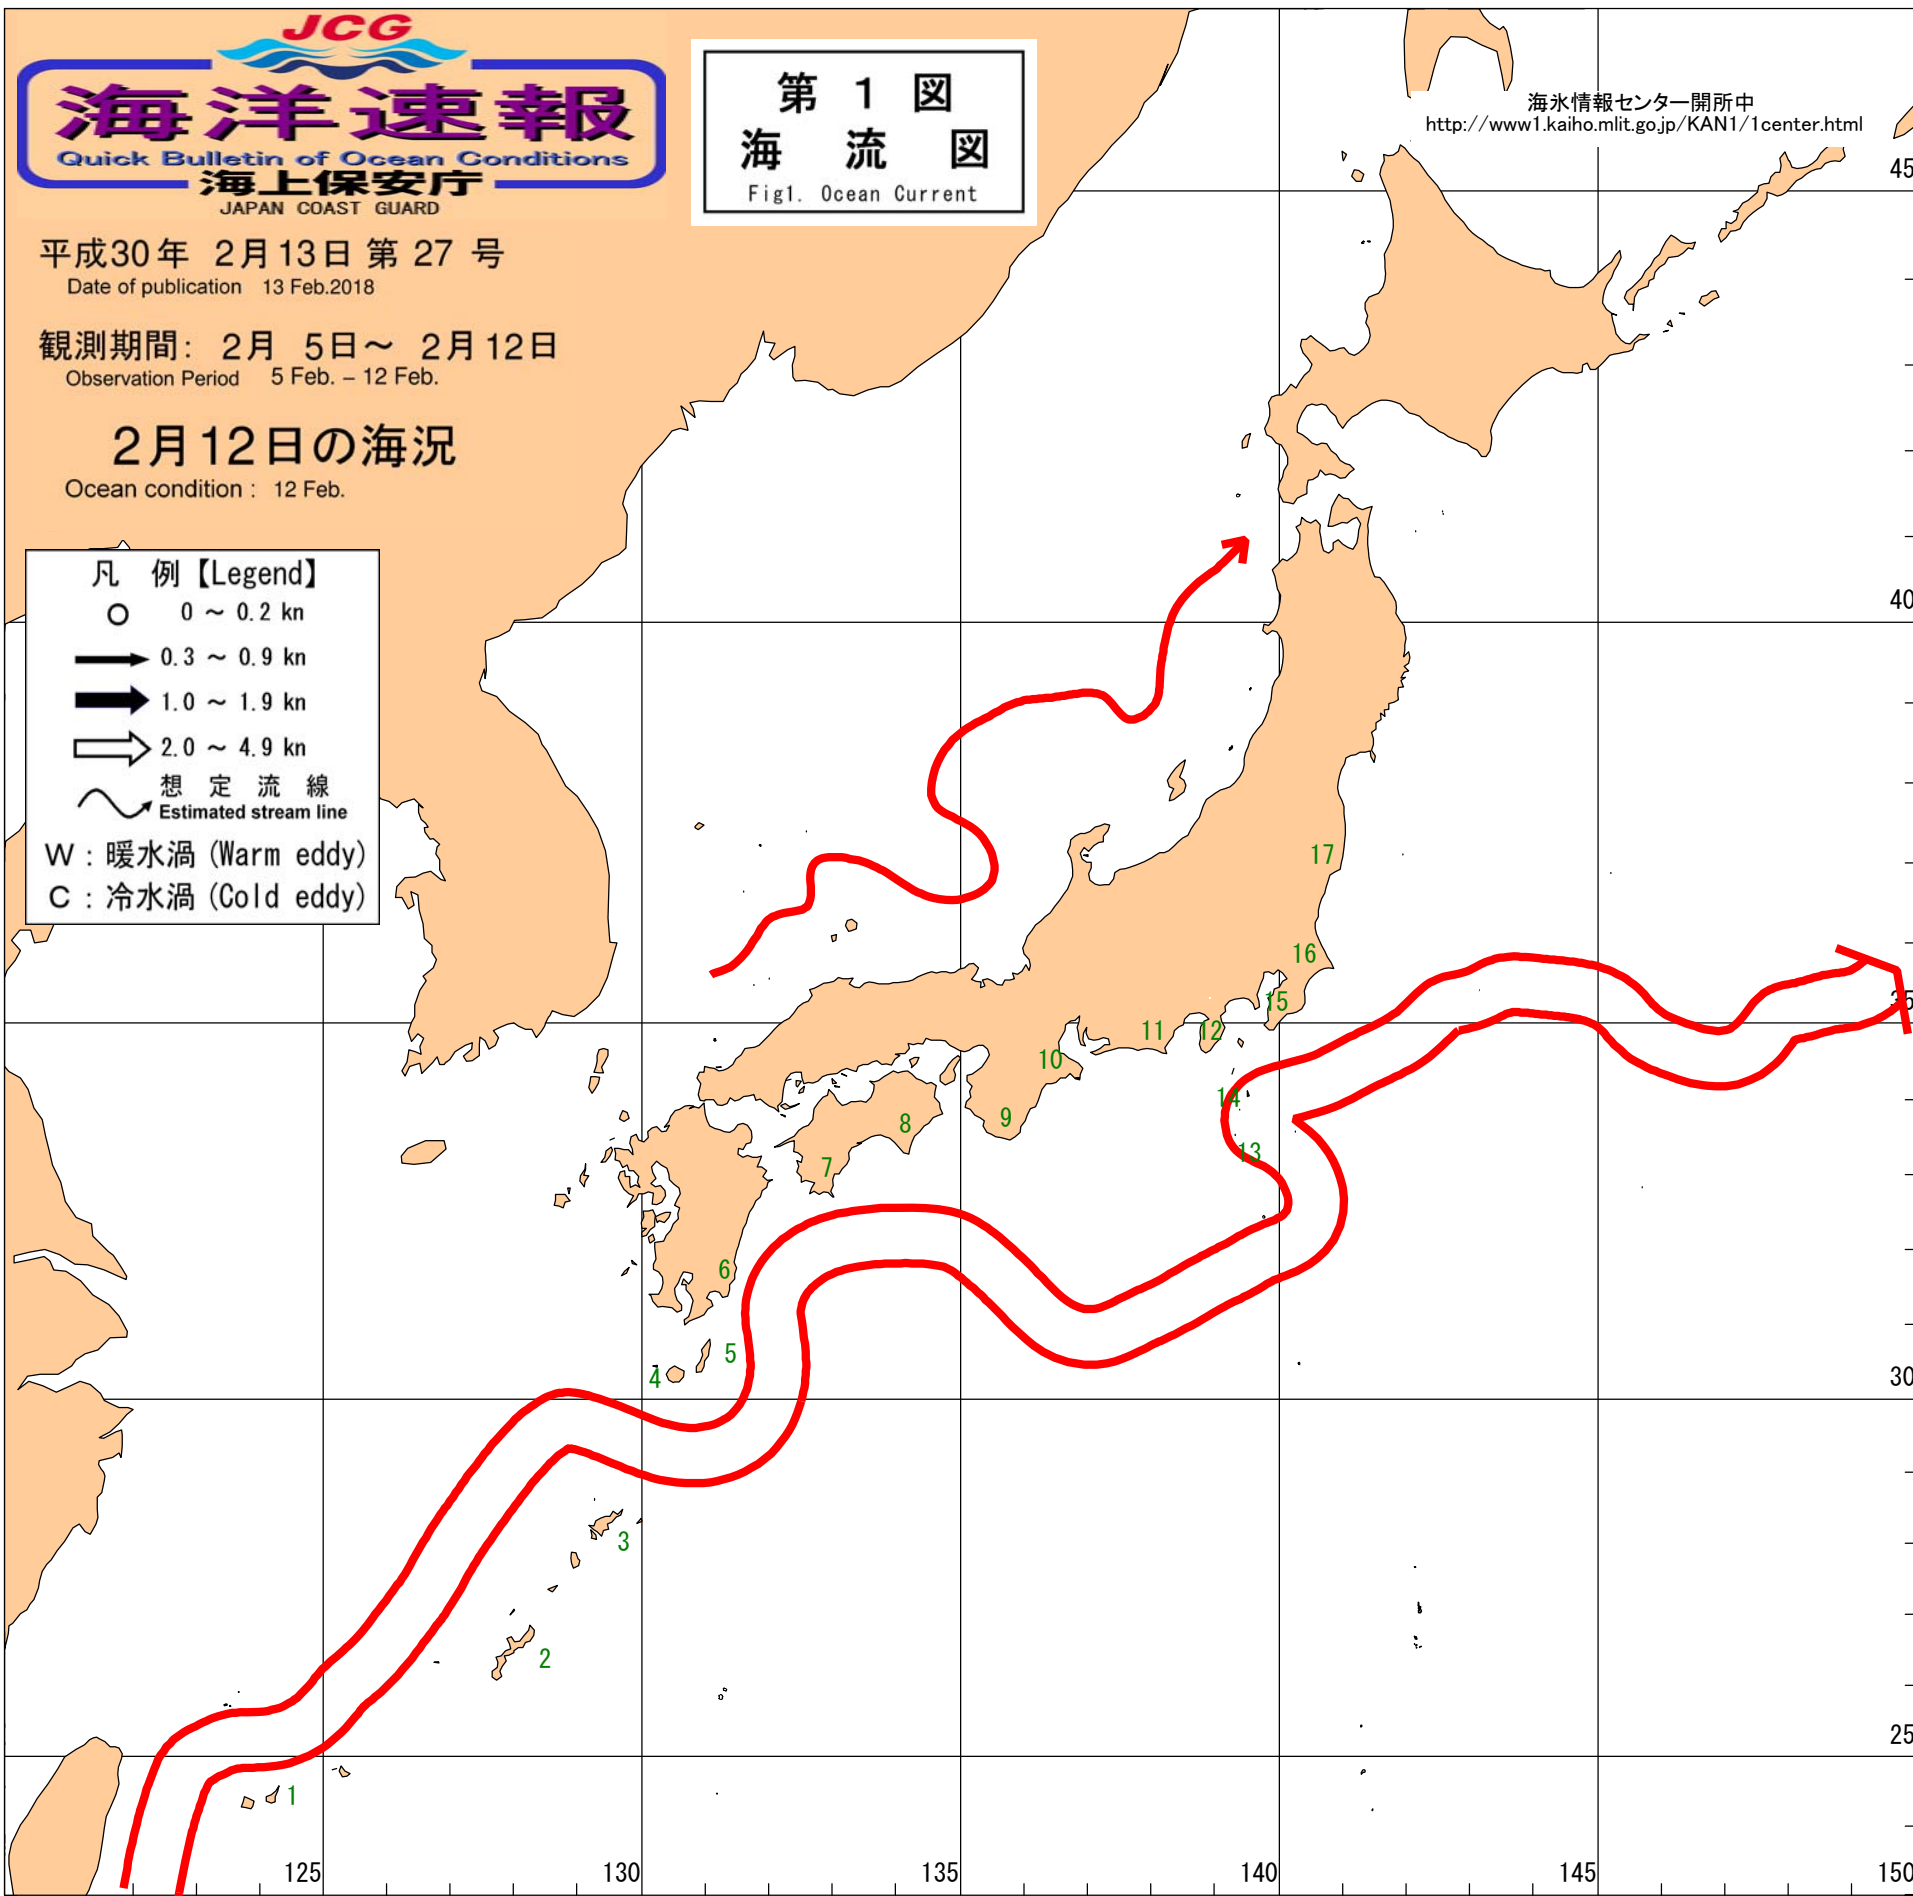 JCG
海洋速報
Quick Bulletin of Ocean Conditions
海上保安庁
JAPAN COAST GUARD
第 1 図
海 流 図
Fig1. Ocean Current
海氷情報センター開所中
http://www1.kaiho.mlit.go.jp/KAN1/1center.html
平成30年 2月13日 第 27 号
Date of publication 13 Feb.2018
観測期間: 2月 5日～ 2月12日
Observation Period 5 Feb. – 12 Feb.
2月12日の海況
Ocean condition : 12 Feb.
凡 例【Legend】
0 ～ 0.2 kn
0.3 ～ 0.9 kn
1.0 ～ 1.9 kn
2.0 ～ 4.9 kn
想 定 流 線
Estimated stream line
W : 暖水渦 (Warm eddy)
C : 冷水渦 (Cold eddy)
45
40
17
16
35
15
11
12
10
14
9
8
13
7
6
5
4
30
3
2
25
1
125
130
135
140
145
150